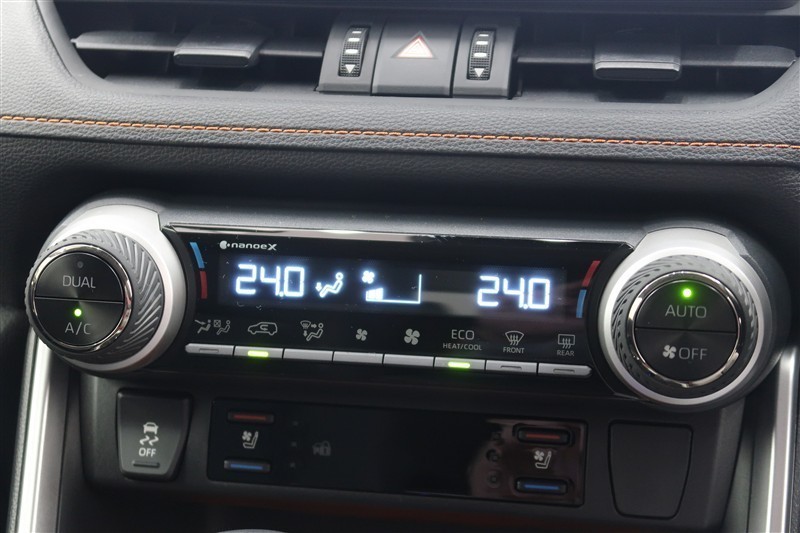 nanoeX
24.0 24.0
DUAL
A/C
AUTO
OFF
ECO
HEAT/COOL
FRONT
REAR
OFF